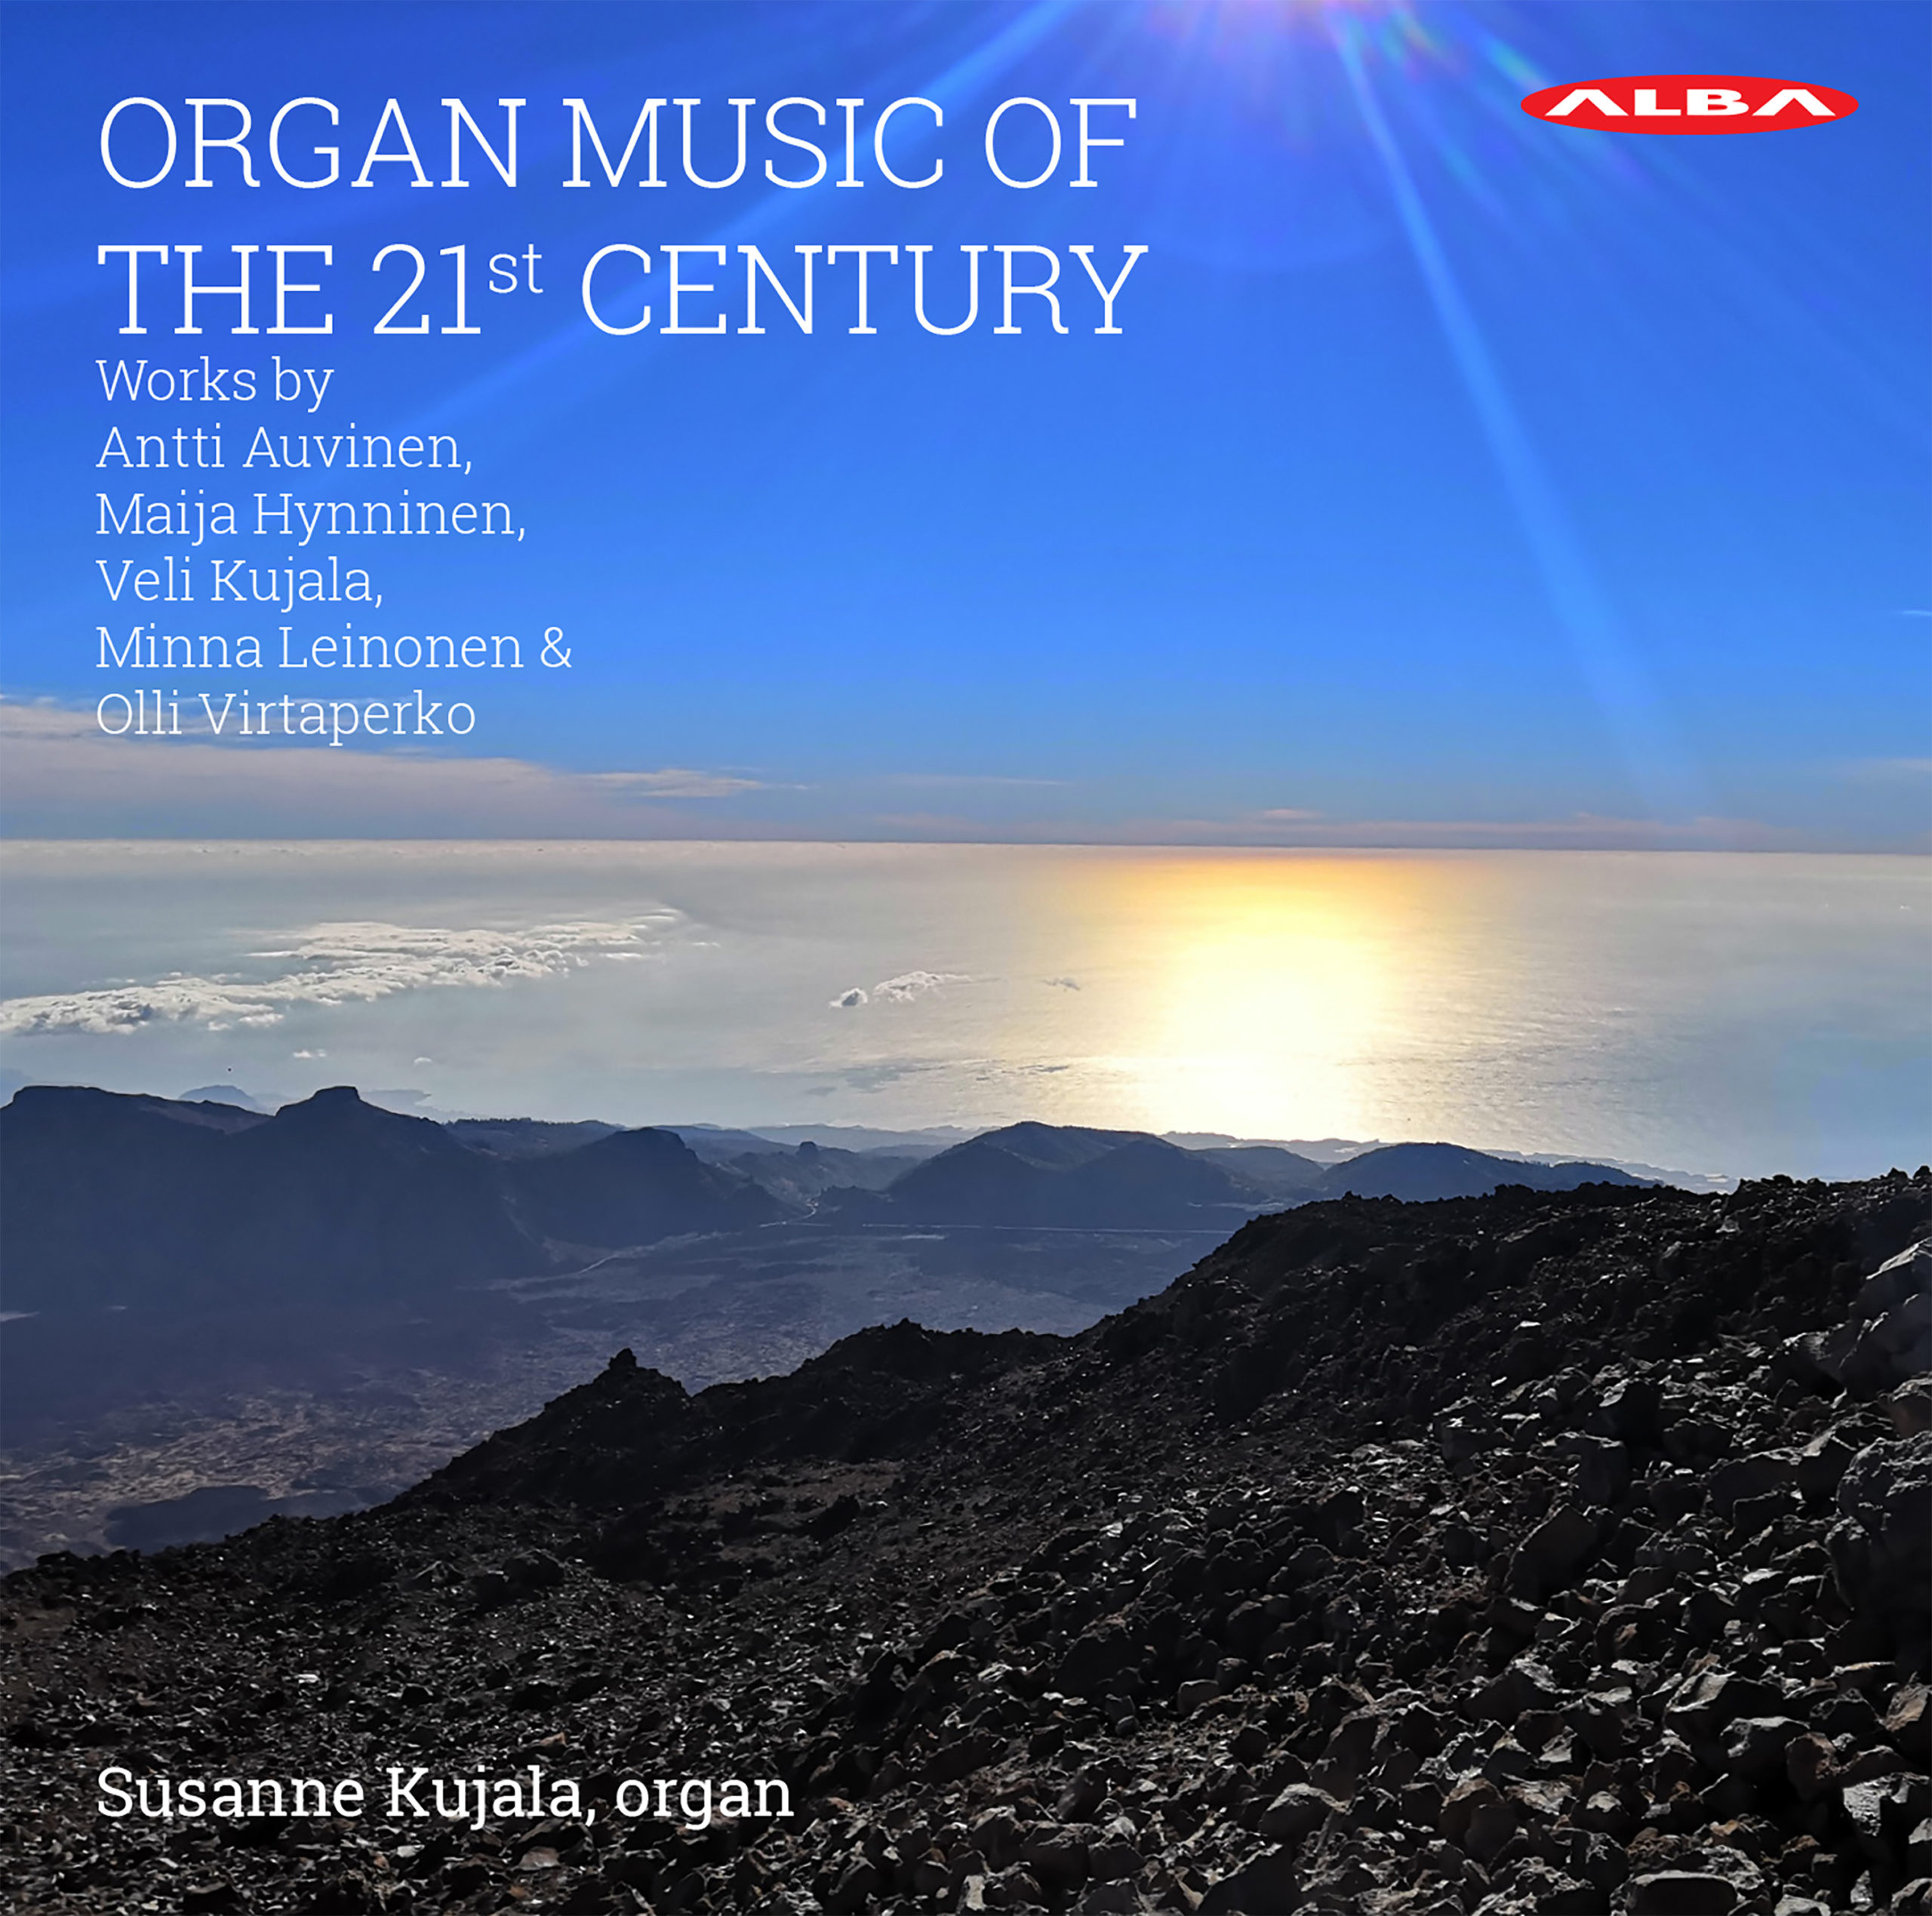 ORGAN MUSIC OF
THE 21st CENTURY
Works by
Antti Auvinen,
Maija Hynninen,
Veli Kujala,
Minna Leinonen &
Olli Virtaperko
ALBA
Susanne Kujala, organ